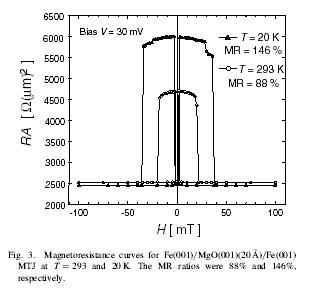 6500
6000
5500
5000
4500
4000
3500
3000
2500
2000
RA [Ω(μm)²]
Bias V = 30 mV
T = 20 K
MR = 146 %
T = 293 K
MR = 88 %
-100 -50 0 50 100
H [mT]
Fig. 3. Magnetoresistance curves for Fe(001)/MgO(001)(20 Å)/Fe(001)
MTJ at T = 293 and 20 K. The MR ratios were 88% and 146%,
respectively.